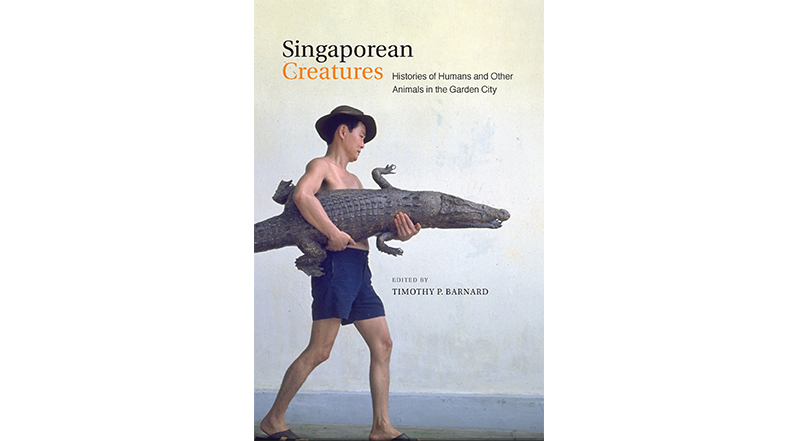 Singaporean
Creatures
Histories of Humans and Other
Animals in the Garden City
EDITED BY
TIMOTHY P. BARNARD